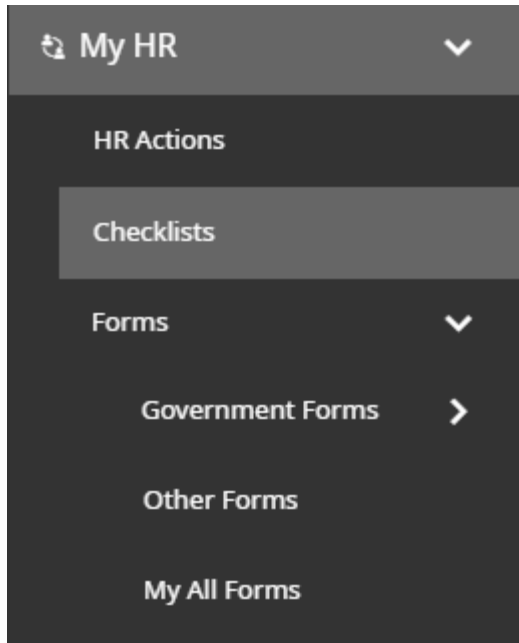 My HR
HR Actions
Checklists
Forms
Government Forms
Other Forms
My All Forms